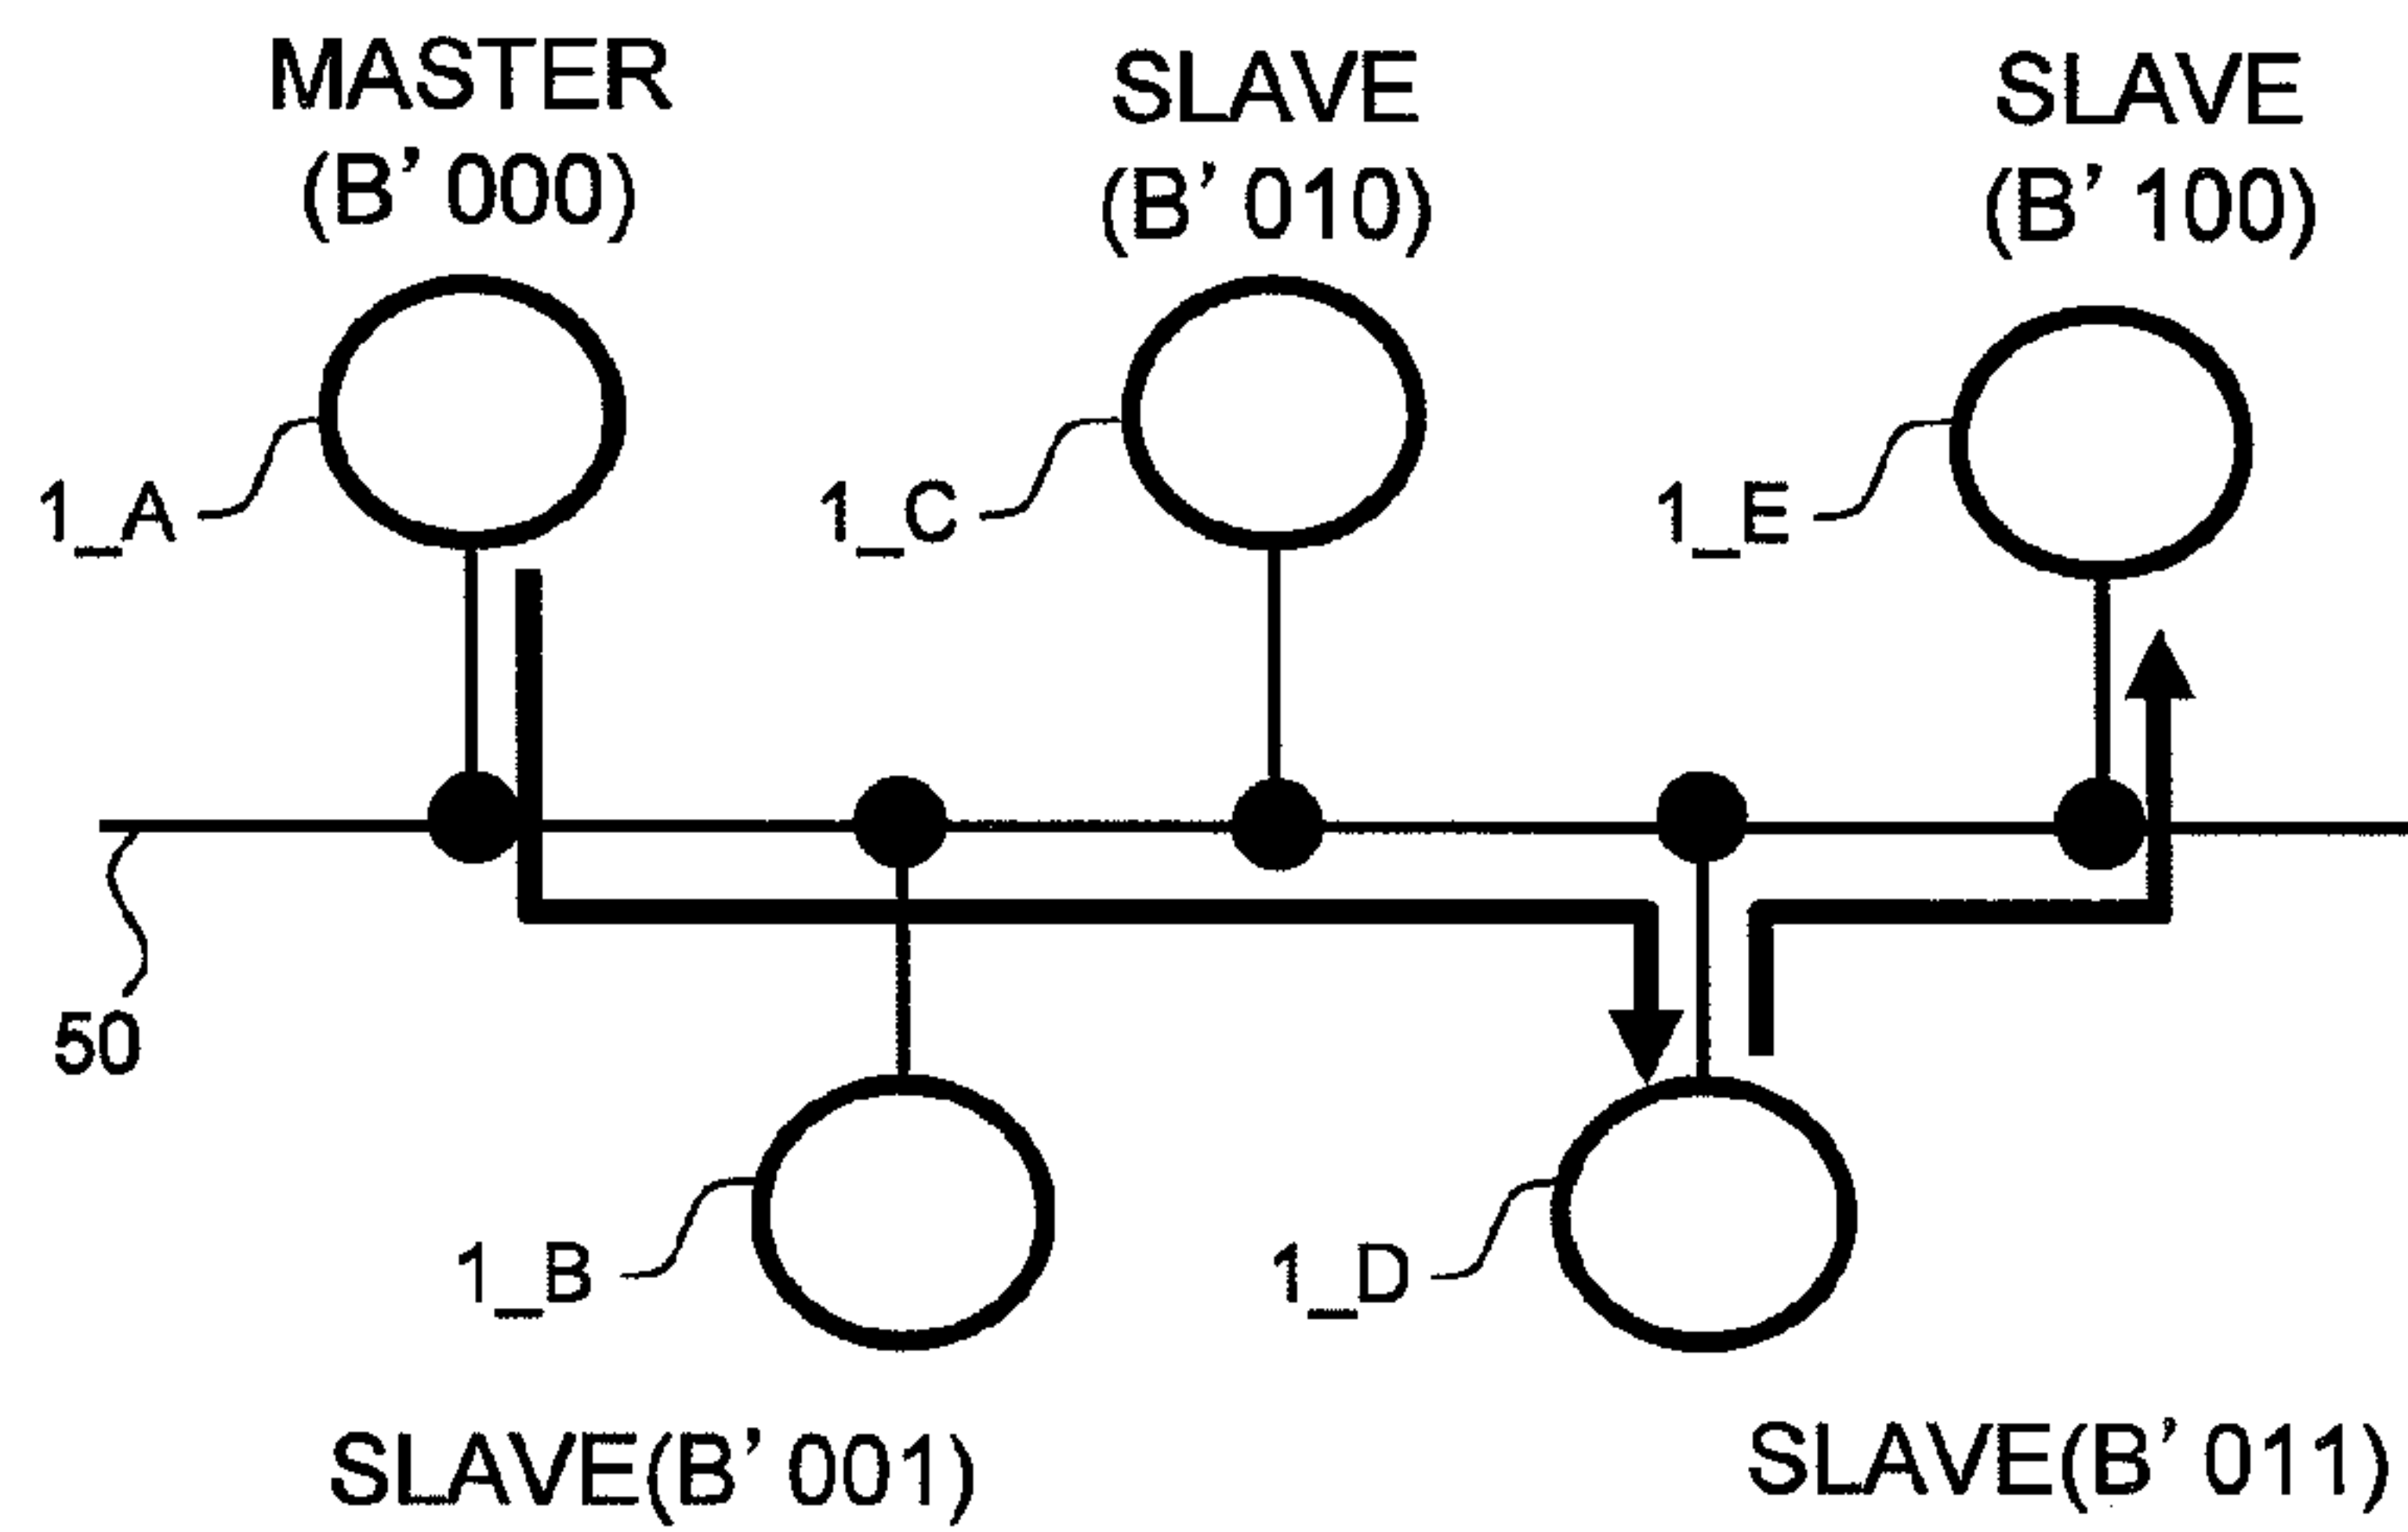 MASTER
(B' 000)
SLAVE
(B' 010)
SLAVE
(B' 100)
1_A
1_C
1_E
50
1_B
1_D
SLAVE(B' 001)
SLAVE(B' 011)